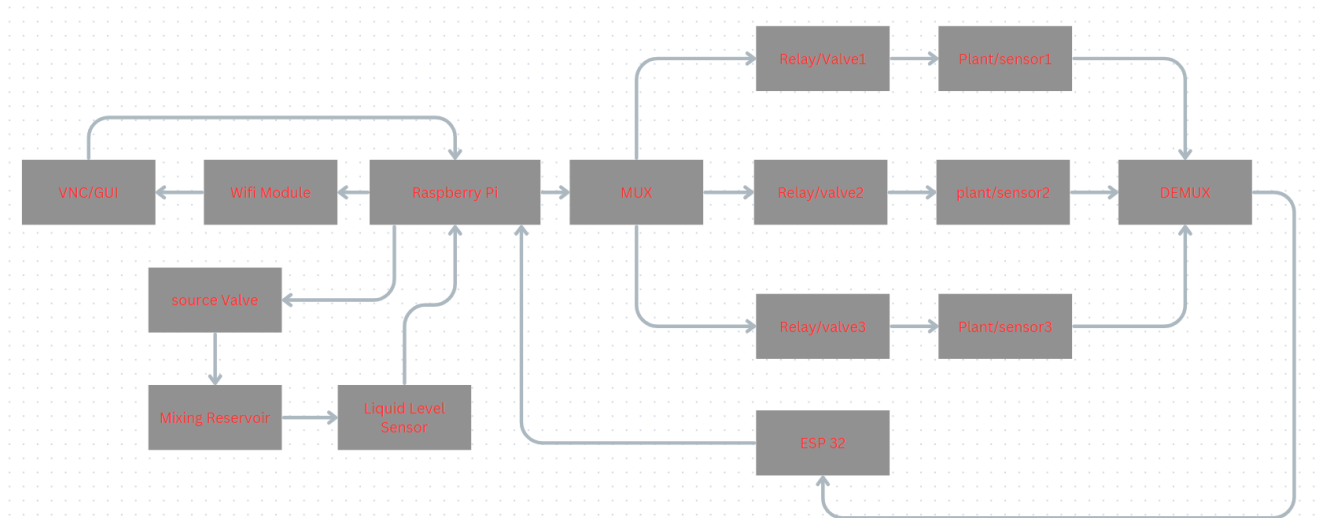 Relay/Valve1
Plant/sensor1
VNC/GUI
Wifi Module
Raspberry Pi
MUX
Relay/valve2
plant/sensor2
DEMUX
source Valve
Relay/valve3
Plant/sensor3
Mixing Reservoir
Liquid Level
Sensor
ESP 32